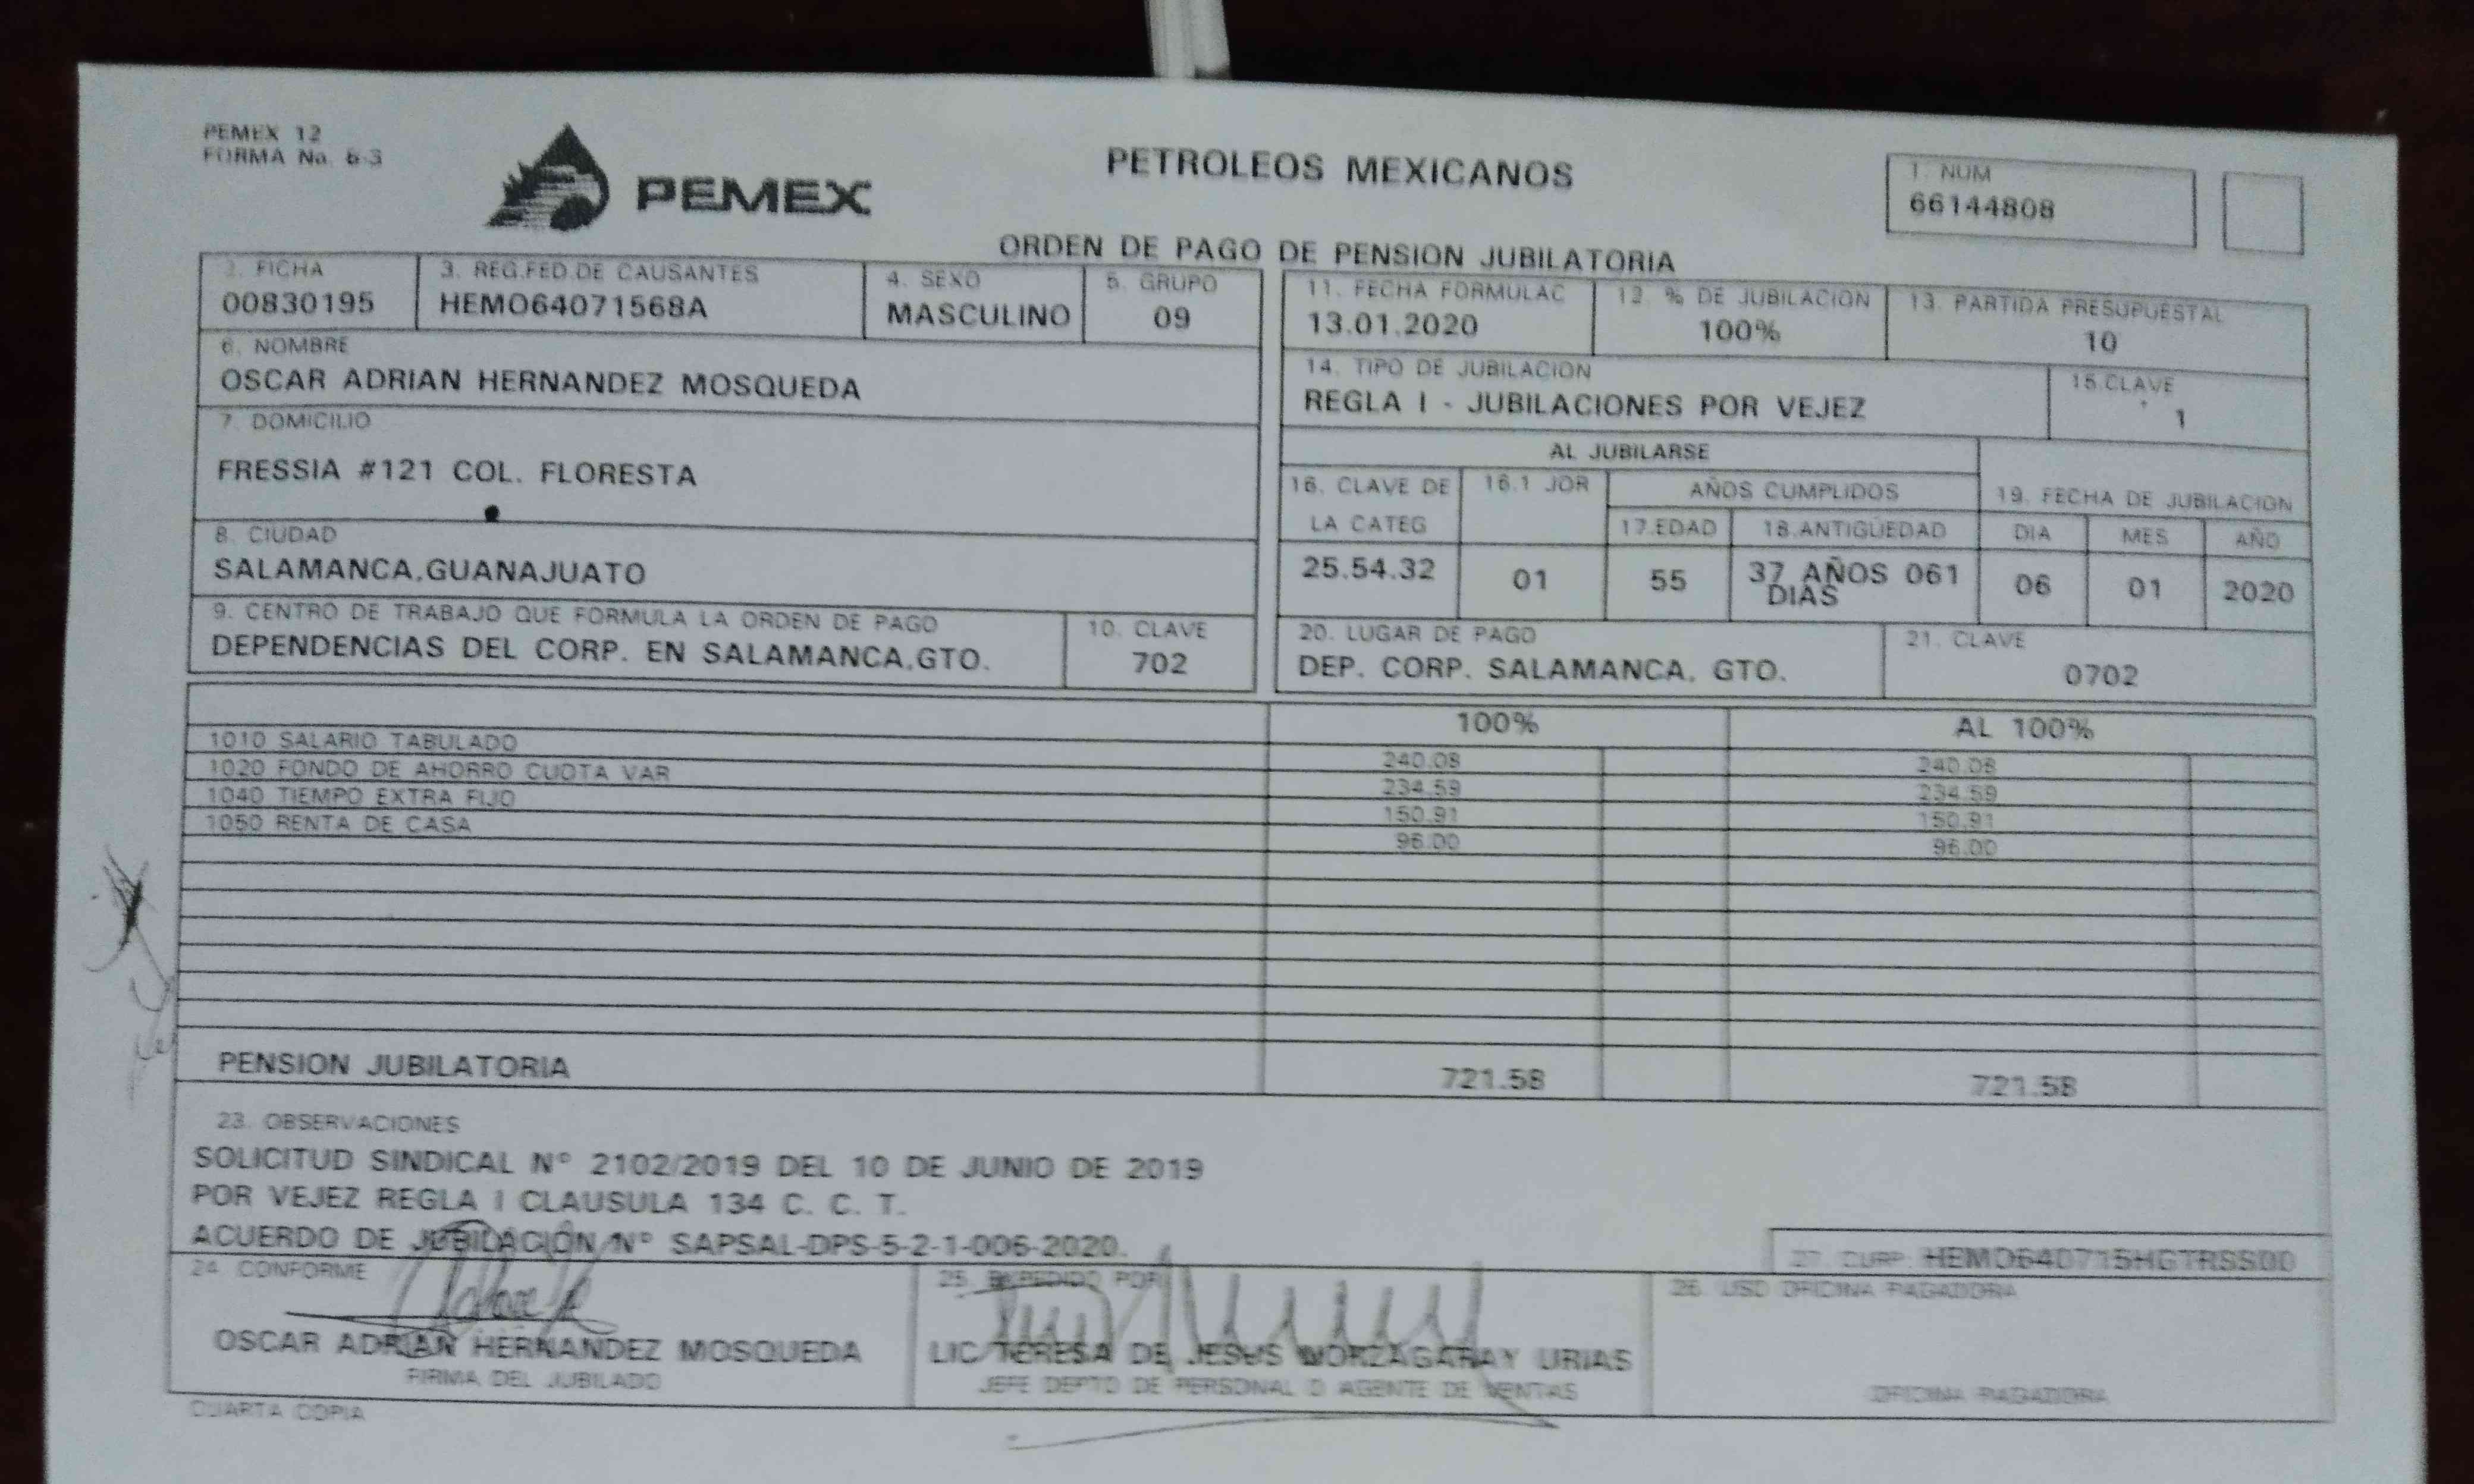 PEMEX 12
FORMA No. 6-3
PEMEX
PETROLEOS MEXICANOS
1. NUM
66144808
ORDEN DE PAGO DE PENSION JUBILATORIA
2. FICHA
00830195
3. REG.FED.DE CAUSANTES
HEMO64071568A
4. SEXO
MASCULINO
5. GRUPO
09
6. NOMBRE
OSCAR ADRIAN HERNANDEZ MOSQUEDA
7. DOMICILIO
FRESSIA #121 COL. FLORESTA
8. CIUDAD
SALAMANCA,GUANAJUATO
9. CENTRO DE TRABAJO QUE FORMULA LA ORDEN DE PAGO
DEPENDENCIAS DEL CORP. EN SALAMANCA,GTO.
10. CLAVE
702
11. FECHA FORMULAC
13.01.2020
12. % DE JUBILACION
100%
13. PARTIDA PRESUPUESTAL
10
14. TIPO DE JUBILACION
REGLA I - JUBILACIONES POR VEJEZ
15.CLAVE
1
AL JUBILARSE
16. CLAVE DE
LA CATEG
25.54.32
16.1 JOR
01
AÑOS CUMPLIDOS
17.EDAD
55
18.ANTIGÜEDAD
37 AÑOS 061
DIAS
19. FECHA DE JUBILACION
DIA MES AÑO
06 01 2020
20. LUGAR DE PAGO
DEP. CORP. SALAMANCA, GTO.
21. CLAVE
0702
100% AL 100%
1010 SALARIO TABULADO 240.08 240.08
1020 FONDO DE AHORRO CUOTA VAR 234.59 234.59
1040 TIEMPO EXTRA FIJO 150.91 150.91
1050 RENTA DE CASA 96.00 96.00
PENSION JUBILATORIA 721.58 721.58
23. OBSERVACIONES
SOLICITUD SINDICAL N° 2102/2019 DEL 10 DE JUNIO DE 2019
POR VEJEZ REGLA I CLAUSULA 134 C. C. T.
ACUERDO DE JUBILACIÓN N° SAPSAL-DPS-5-2-1-006-2020.
27. CURP: HEMO640715HGTRSS00
24. CONFORME
OSCAR ADRIAN HERNANDEZ MOSQUEDA
FIRMA DEL JUBILADO
25. EXPEDIDO POR
LIC TERESA DE JESUS MORZAGARAY URIAS
JEFE DEPTO DE PERSONAL O AGENTE DE VENTAS
26. USO OFICINA PAGADORA
OFICINA PAGADORA
CUARTA COPIA